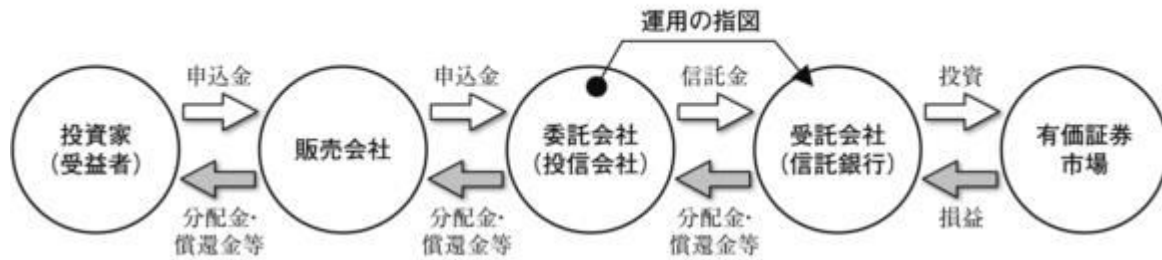 運用の指図
申込金
申込金
信託金
投資
投資家
（受益者）
販売会社
委託会社
（投信会社）
受託会社
（信託銀行）
有価証券
市場
分配金・
償還金等
分配金・
償還金等
分配金・
償還金等
損益